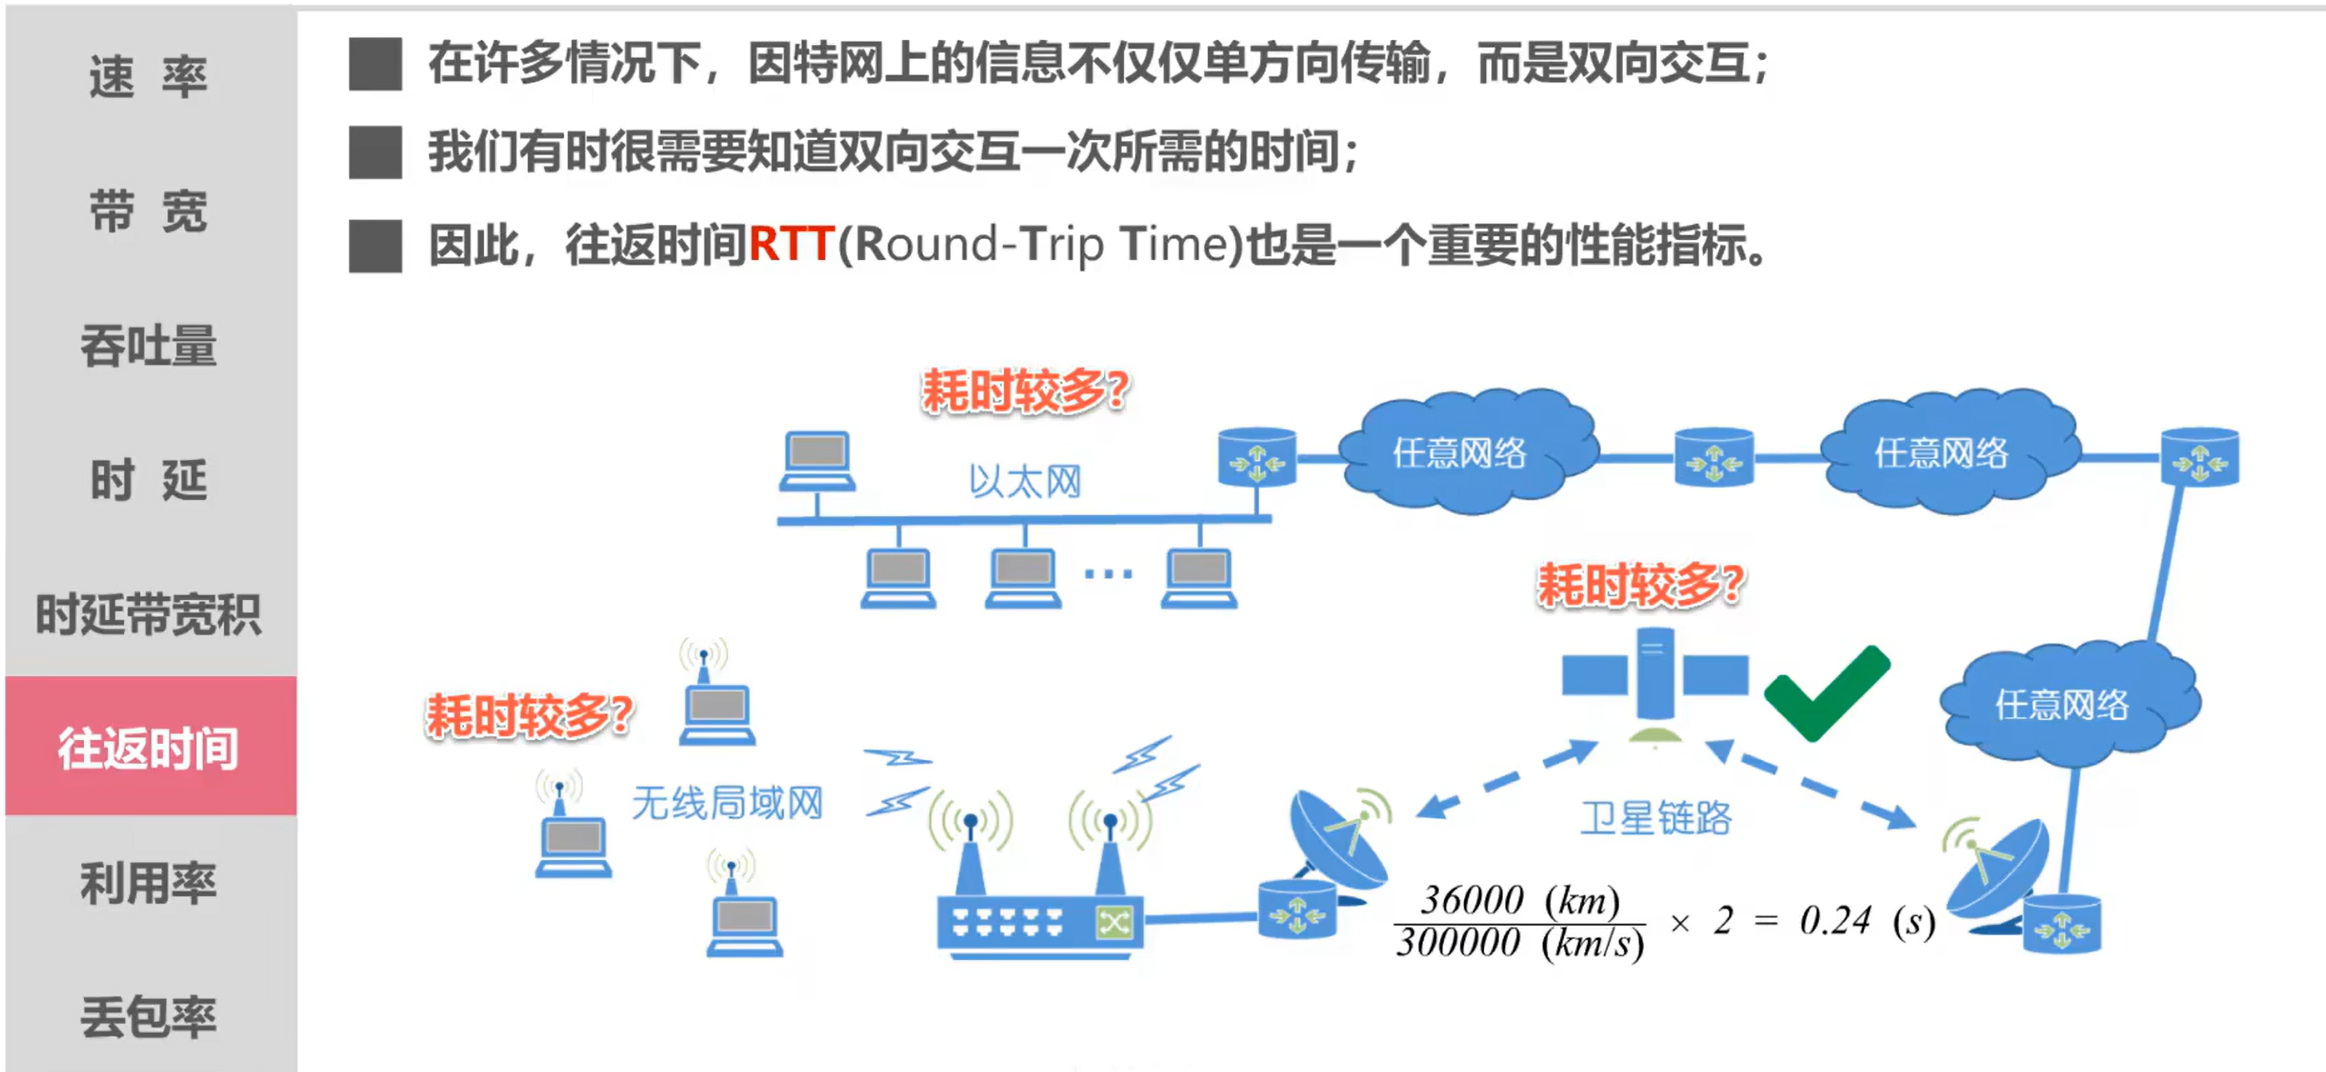 速 率
带 宽
吞吐量
时 延
时延带宽积
往返时间
利用率
丢包率
在许多情况下，因特网上的信息不仅仅单方向传输，而是双向交互；
我们有时很需要知道双向交互一次所需的时间；
因此，往返时间RTT(Round-Trip Time)也是一个重要的性能指标。
耗时较多？
以太网
任意网络
任意网络
...
耗时较多？
耗时较多？
任意网络
无线局域网
卫星链路
36000 (km)
300000 (km/s)
× 2 = 0.24 (s)